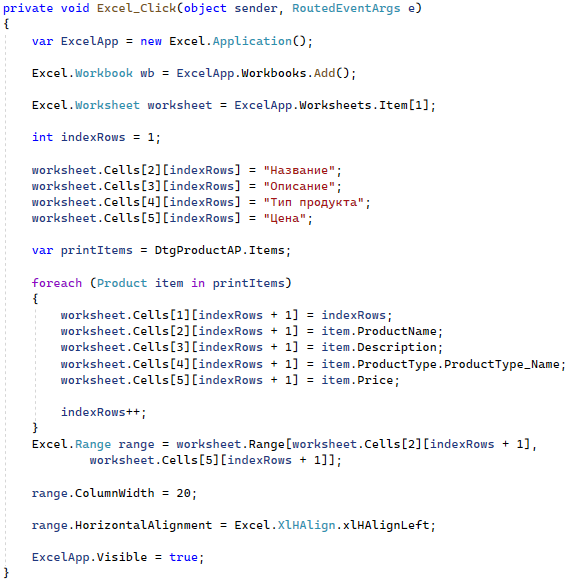 private void Excel_Click(object sender, RoutedEventArgs e)
{
    var ExcelApp = new Excel.Application();

    Excel.Workbook wb = ExcelApp.Workbooks.Add();

    Excel.Worksheet worksheet = ExcelApp.Worksheets.Item[1];

    int indexRows = 1;

    worksheet.Cells[2][indexRows] = "Название";
    worksheet.Cells[3][indexRows] = "Описание";
    worksheet.Cells[4][indexRows] = "Тип продукта";
    worksheet.Cells[5][indexRows] = "Цена";

    var printItems = DtgProductAP.Items;

    foreach (Product item in printItems)
    {
        worksheet.Cells[1][indexRows + 1] = indexRows;
        worksheet.Cells[2][indexRows + 1] = item.ProductName;
        worksheet.Cells[3][indexRows + 1] = item.Description;
        worksheet.Cells[4][indexRows + 1] = item.ProductType.ProductType_Name;
        worksheet.Cells[5][indexRows + 1] = item.Price;

        indexRows++;
    }
    Excel.Range range = worksheet.Range[worksheet.Cells[2][indexRows + 1],
            worksheet.Cells[5][indexRows + 1]];

    range.ColumnWidth = 20;

    range.HorizontalAlignment = Excel.XlHAlign.xlHAlignLeft;

    ExcelApp.Visible = true;
}